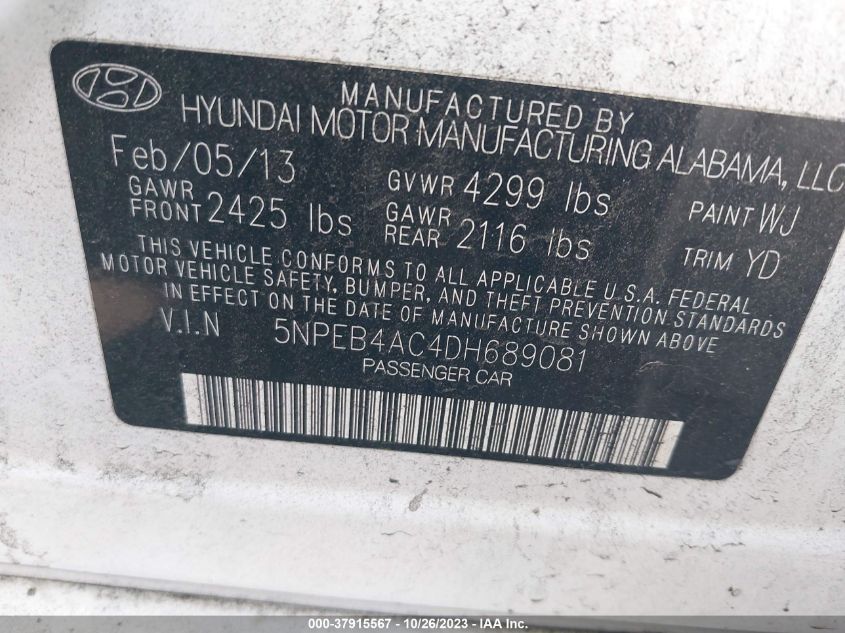 MANUFACTURED BY
HYUNDAI MOTOR MANUFACTURING ALABAMA, LLC
Feb/05/13 GVWR 4299 lbs PAINT WJ
GAWR FRONT 2425 lbs GAWR REAR 2116 lbs TRIM YD
THIS VEHICLE CONFORMS TO ALL APPLICABLE U.S.A. FEDERAL
MOTOR VEHICLE SAFETY, BUMPER, AND THEFT PREVENTION STANDARDS
IN EFFECT ON THE DATE OF MANUFACTURE SHOWN ABOVE
V.I.N 5NPEB4AC4DH689081
PASSENGER CAR
000-37915567 - 10/26/2023